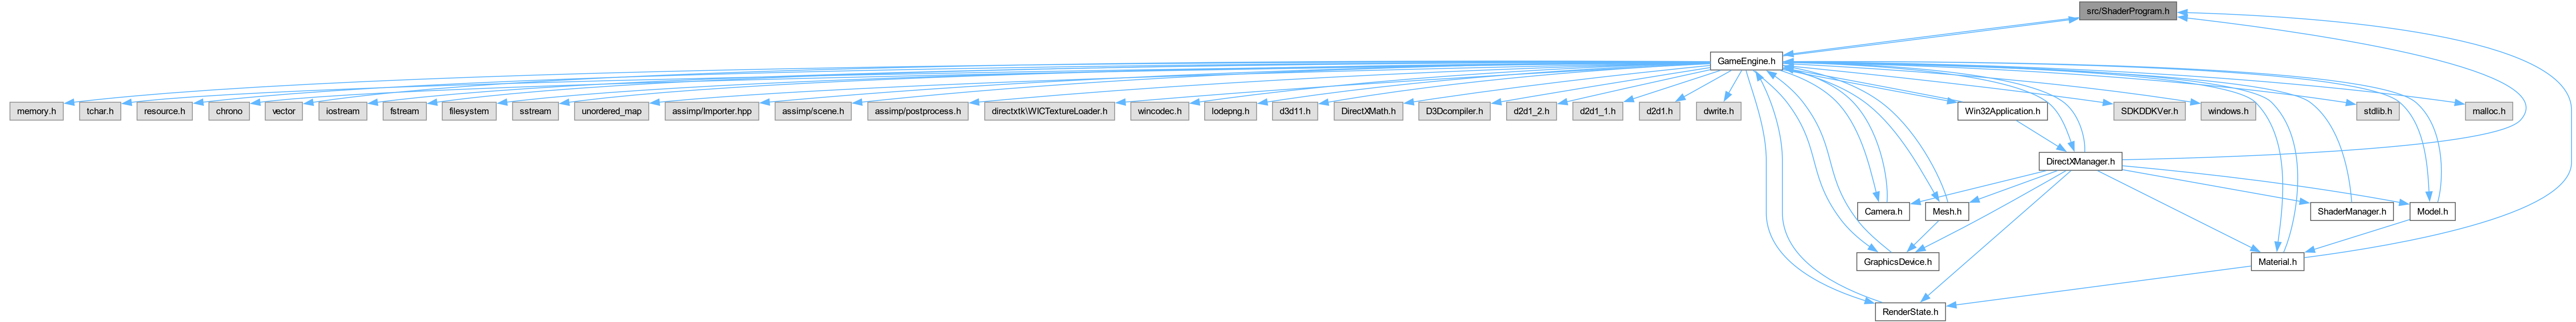 src/ShaderProgram.h
GameEngine.h
memory.h
tchar.h
resource.h
chrono
vector
iostream
fstream
filesystem
sstream
unordered_map
assimp/Importer.hpp
assimp/scene.h
assimp/postprocess.h
directxtk\WICTextureLoader.h
wincodec.h
lodepng.h
d3d11.h
DirectXMath.h
D3Dcompiler.h
d2d1_2.h
d2d1_1.h
d2d1.h
dwrite.h
Win32Application.h
SDKDDKVer.h
windows.h
stdlib.h
malloc.h
DirectXManager.h
Camera.h
Mesh.h
ShaderManager.h
Model.h
GraphicsDevice.h
Material.h
RenderState.h